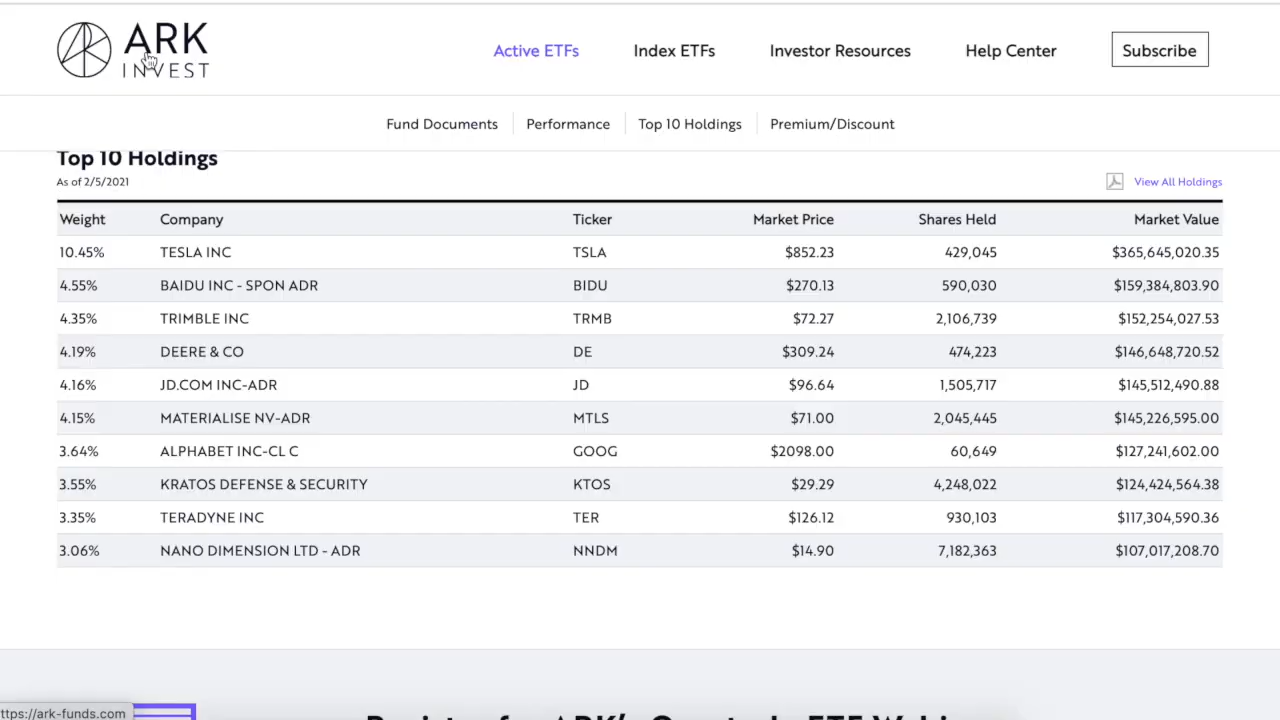 ARK
INVEST
Active ETFs
Index ETFs
Investor Resources
Help Center
Subscribe
Fund Documents
Performance
Top 10 Holdings
Premium/Discount
Top 10 Holdings
As of 2/5/2021
View All Holdings
Weight Company Ticker Market Price Shares Held Market Value
10.45% TESLA INC TSLA $852.23 429,045 $365,645,020.35
4.55% BAIDU INC - SPON ADR BIDU $270.13 590,030 $159,384,803.90
4.35% TRIMBLE INC TRMB $72.27 2,106,739 $152,254,027.53
4.19% DEERE & CO DE $309.24 474,223 $146,648,720.52
4.16% JD.COM INC-ADR JD $96.64 1,505,717 $145,512,490.88
4.15% MATERIALISE NV-ADR MTLS $71.00 2,045,445 $145,226,595.00
3.64% ALPHABET INC-CL C GOOG $2098.00 60,649 $127,241,602.00
3.55% KRATOS DEFENSE & SECURITY KTOS $29.29 4,248,022 $124,424,564.38
3.35% TERADYNE INC TER $126.12 930,103 $117,304,590.36
3.06% NANO DIMENSION LTD - ADR NNDM $14.90 7,182,363 $107,017,208.70
ttps://ark-funds.com